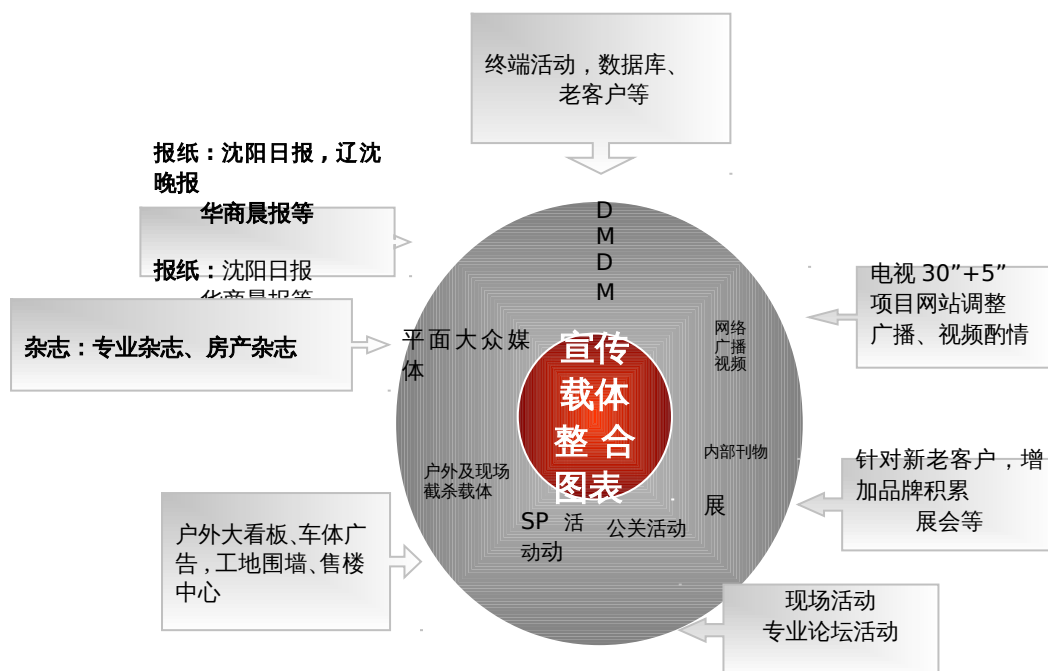 终端活动，数据库、
老客户等
报纸：沈阳日报，辽沈
晚报
华商晨报等
报纸：沈阳日报
华商晨报等
杂志：专业杂志、房产杂志
户外大看板、车体广
告，工地围墙、售楼
中心
D
M
D
M
平面大众媒
体
网络
广播
视频
宣传
载体
整 合
图表
内部刊物
户外及现场
截杀载体
展
SP 活
动动
公关活动
电视 30”+5”
项目网站调整
广播、视频酌情
针对新老客户，增
加品牌积累
展会等
现场活动
专业论坛活动